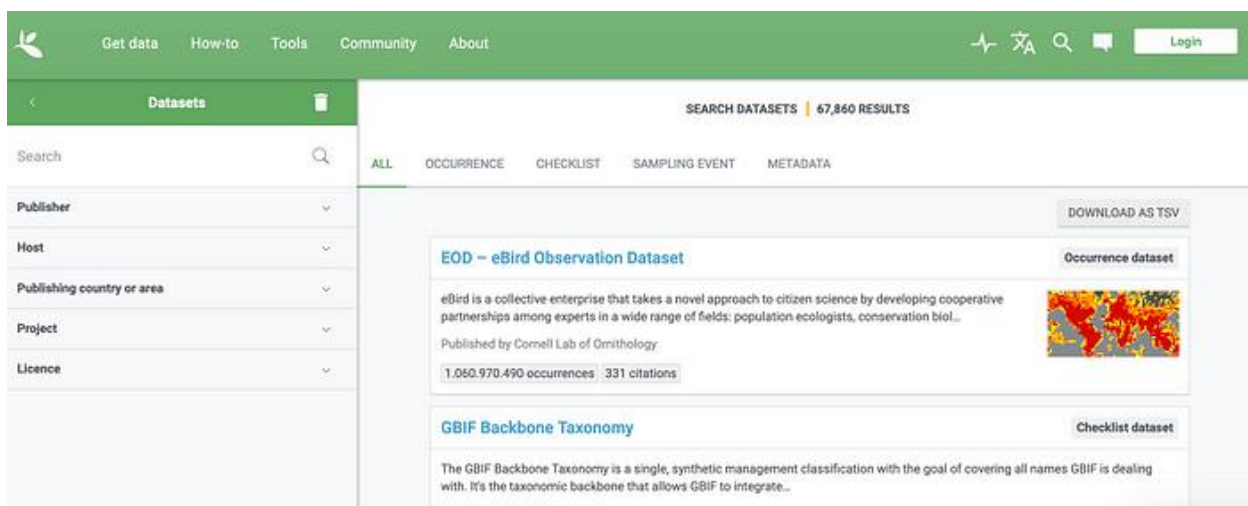 Get data How-to Tools Community About
Login
Datasets
Search
Publisher
Host
Publishing country or area
Project
Licence
SEARCH DATASETS | 67,860 RESULTS
ALL OCCURRENCE CHECKLIST SAMPLING EVENT METADATA
DOWNLOAD AS TSV
EOD – eBird Observation Dataset
Occurrence dataset
eBird is a collective enterprise that takes a novel approach to citizen science by developing cooperative
partnerships among experts in a wide range of fields: population ecologists, conservation biol...
Published by Cornell Lab of Ornithology
1.060.970.490 occurrences 331 citations
GBIF Backbone Taxonomy
Checklist dataset
The GBIF Backbone Taxonomy is a single, synthetic management classification with the goal of covering all names GBIF is dealing
with. It's the taxonomic backbone that allows GBIF to integrate...